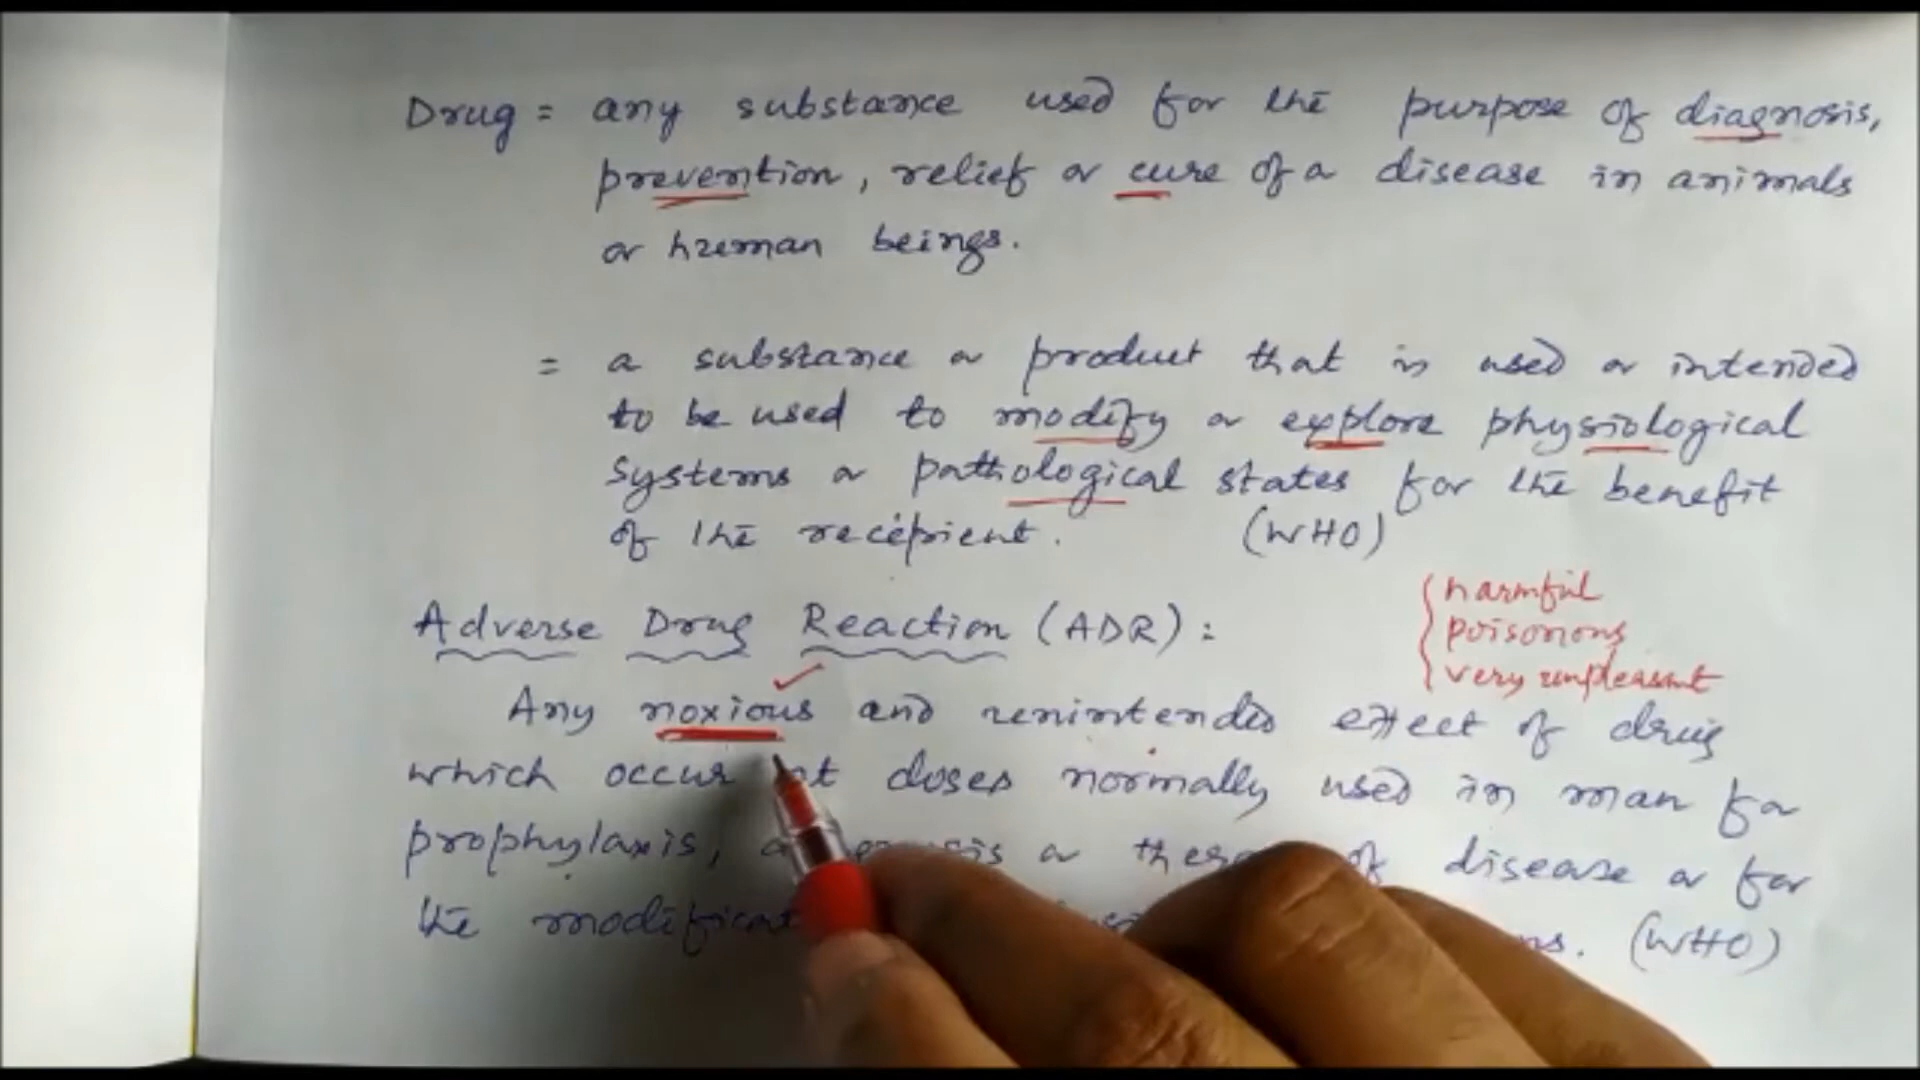 Drug = any substance used for the purpose of diagnosis,
prevention, relief or cure of a disease in animals
or human beings.
= a substance or product that is used or intended
to be used to modify or explore physiological
systems or pathological states for the benefit
of the recipient. (WHO)
{ harmful
poisonous
very unpleasant
Adverse Drug Reaction (ADR):
Any noxious and unintended effect of drug
which occur at doses normally used in man for
prophylaxis, or of disease or for
the (WHO)